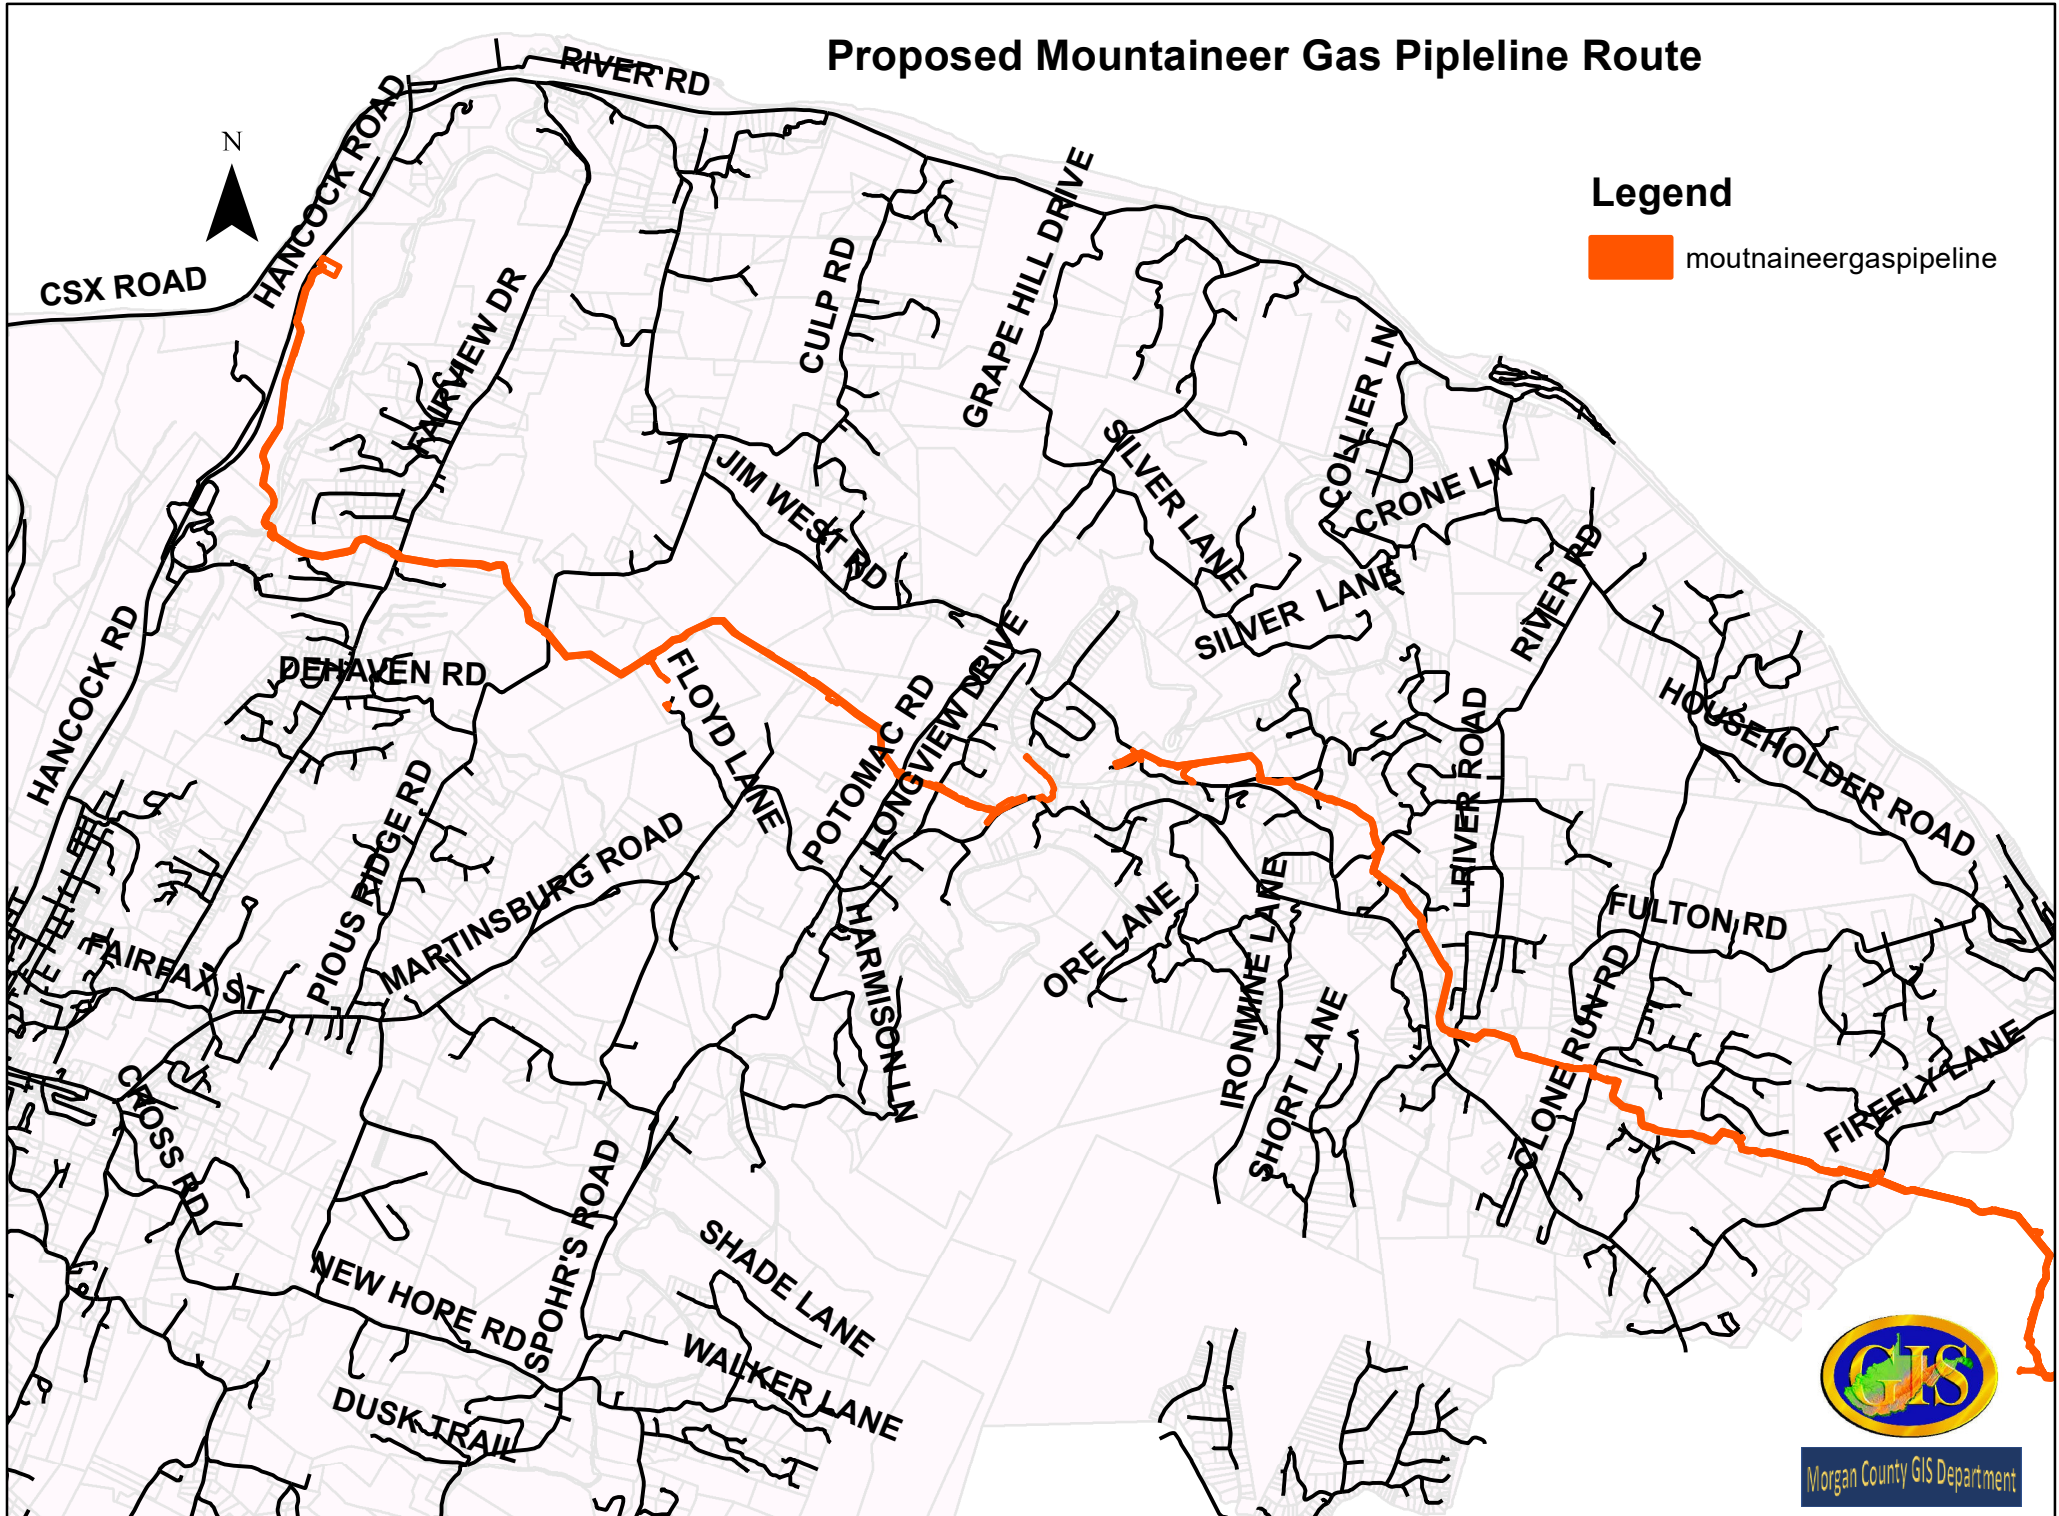 Proposed Mountaineer Gas Pipleline Route
RIVER RD
HANCOCK ROAD
N
Legend
moutnaineergaspipeline
CSX ROAD
FAIRVIEW DR
CULP RD
GRAPE HILL DRIVE
COLLIER LN
SILVER LANE
CRONE LN
JIM WEST RD
RIVER RD
SILVER LANE
HANCOCK RD
DEHAVEN RD
FLOYD LANE
POTOMAC RD
LONGVIEW DRIVE
RIVER ROAD
HOUSEHOLDER ROAD
PIOUS RIDGE RD
MARTINSBURG ROAD
HARMISON LN
ORE LANE
IRONMINE LANE
SHORT LANE
FULTON RD
CLONE RUN RD
FAIRFAX ST
FIREFLY LANE
CROSS RD
SPOHR'S ROAD
SHADE LANE
NEW HOPE RD
WALKER LANE
DUSK TRAIL
GIS
Morgan County GIS Department